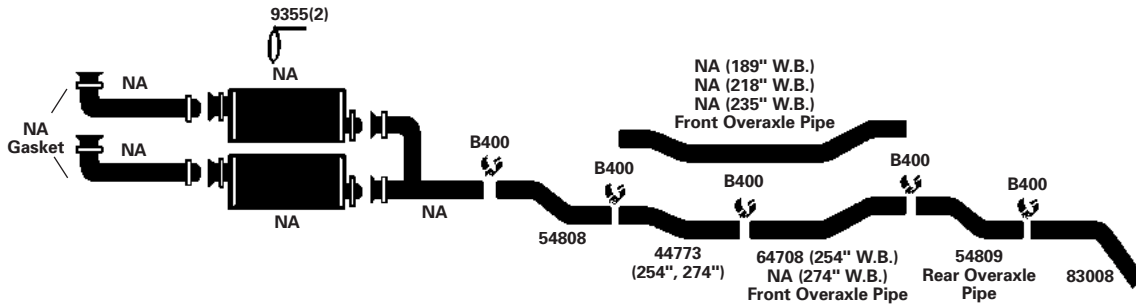 9355(2)
NA
NA
NA
Gasket
NA
NA
NA
B400
54808
B400
NA (189" W.B.)
NA (218" W.B.)
NA (235" W.B.)
Front Overaxle Pipe
44773
(254", 274")
B400
64708 (254" W.B.)
NA (274" W.B.)
Front Overaxle Pipe
B400
54809
Rear Overaxle
Pipe
B400
83008